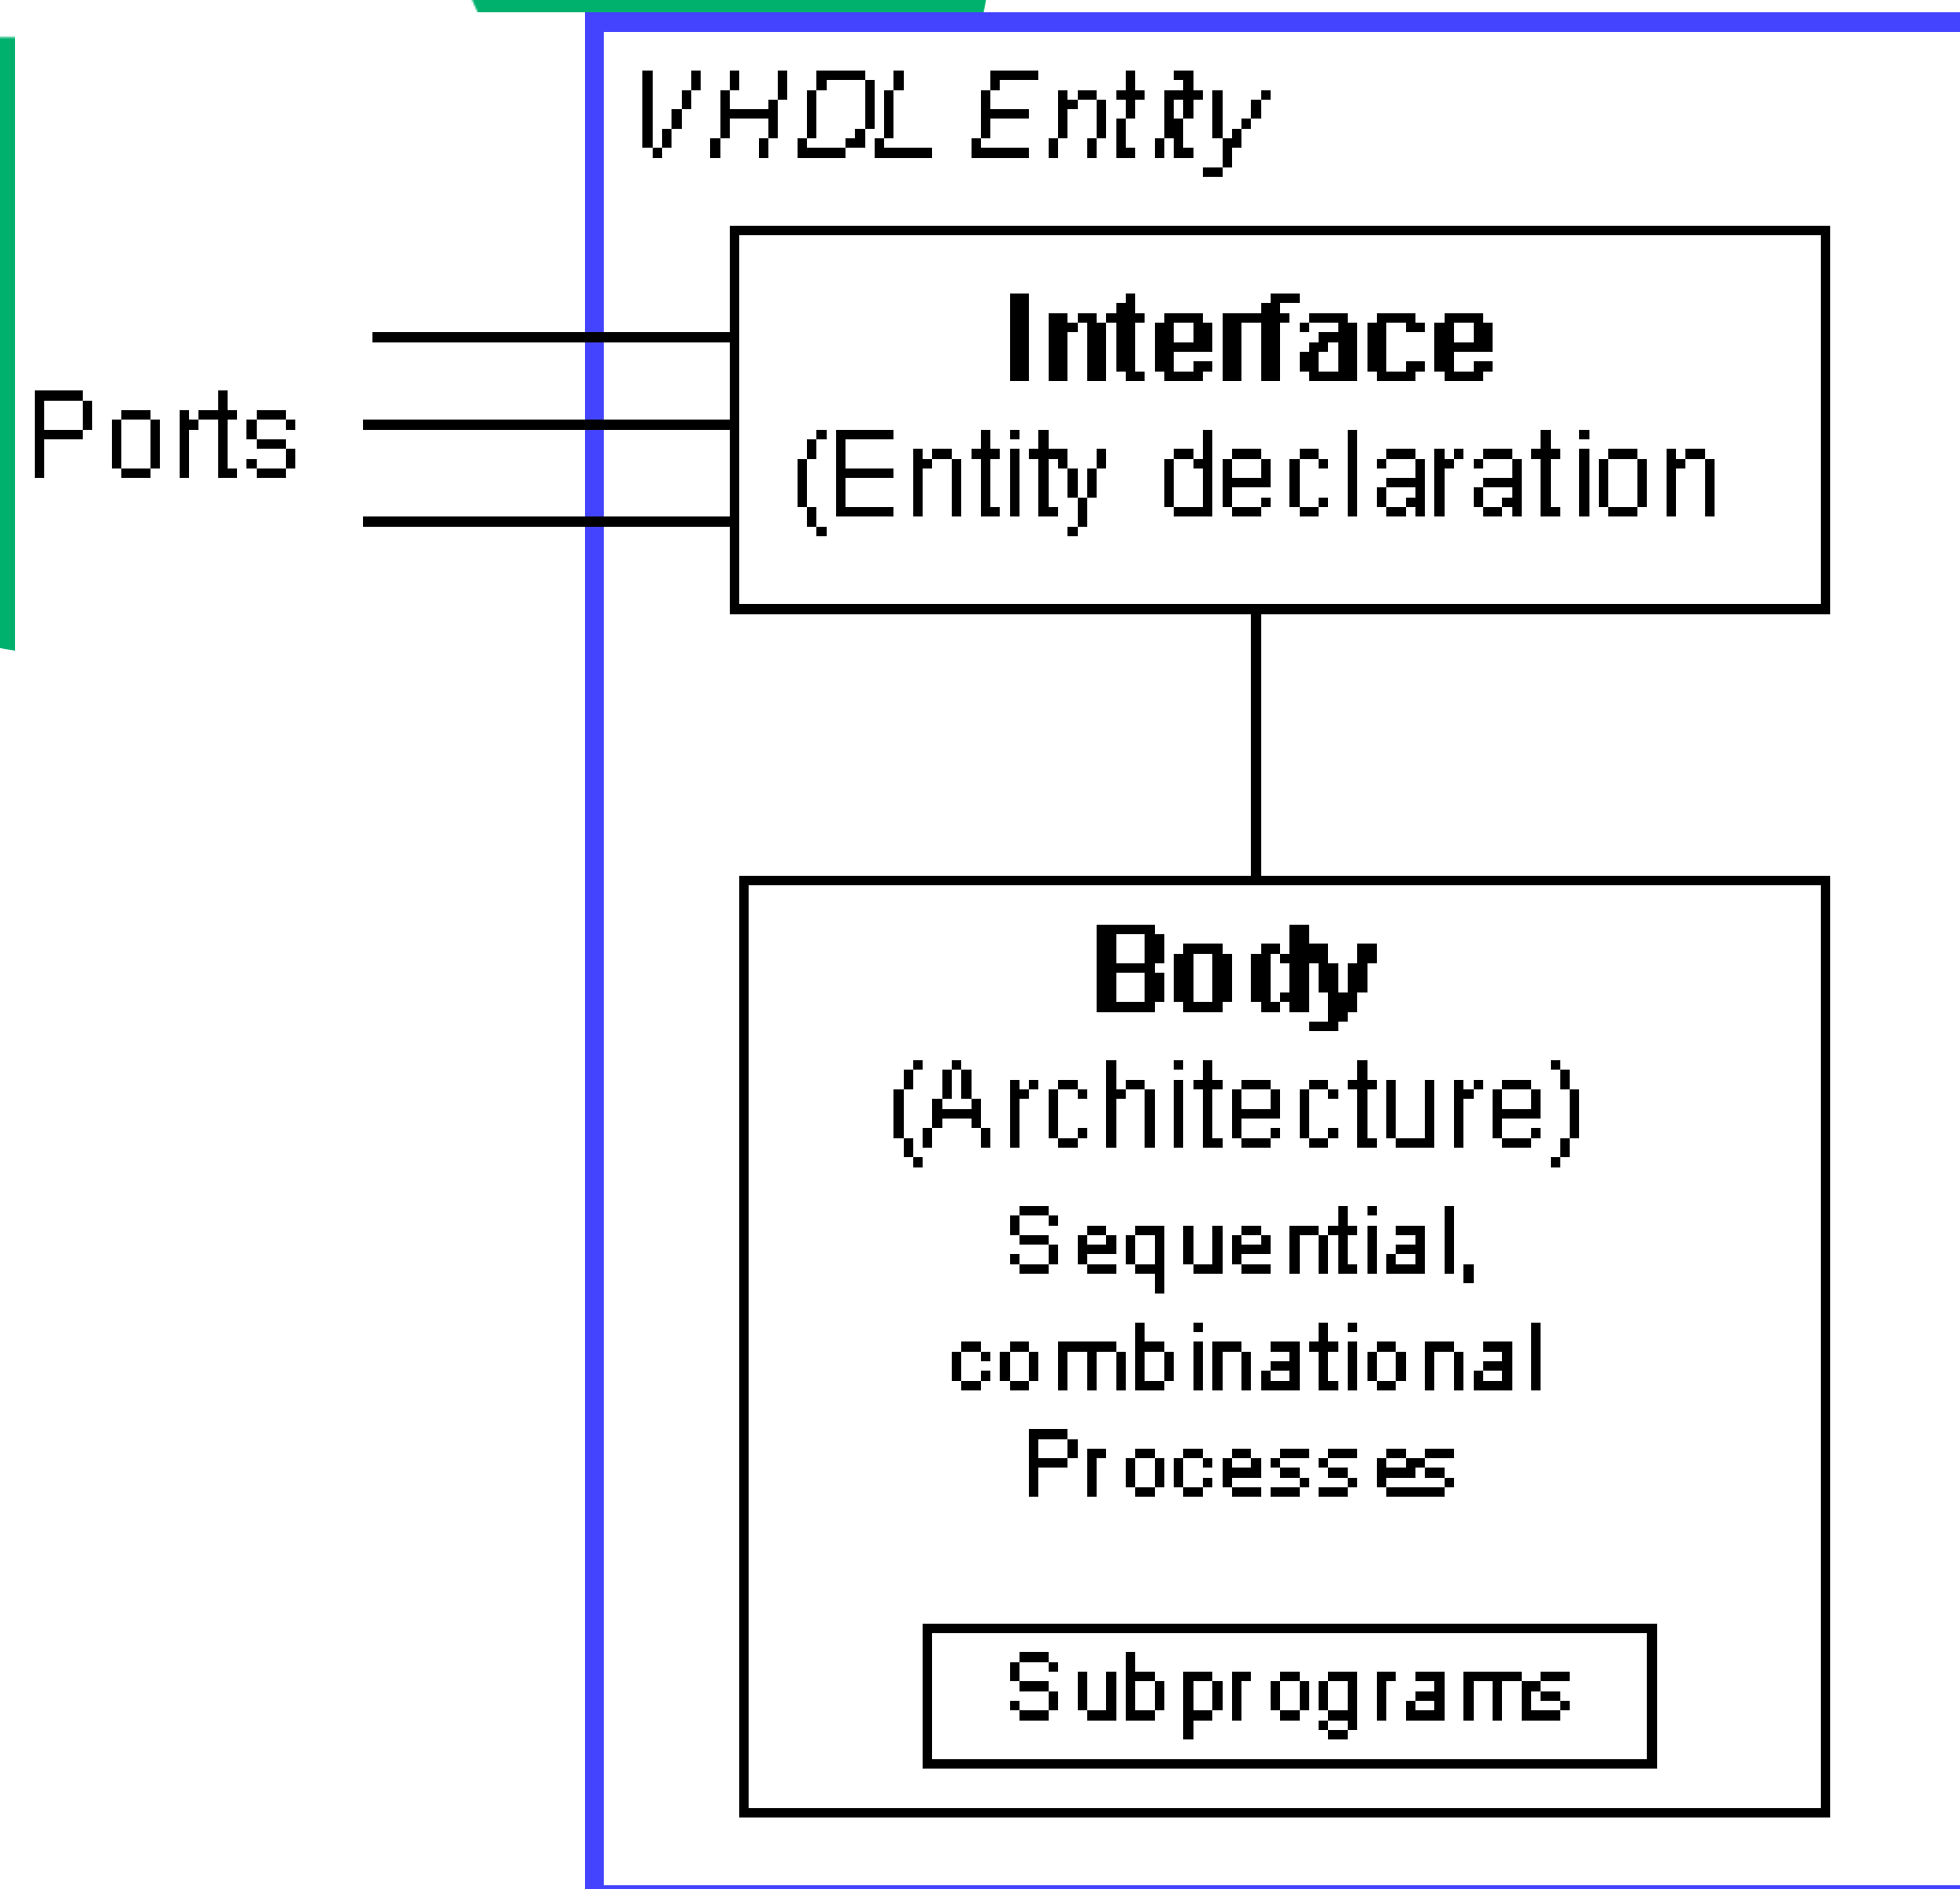 VHDL Entity
Interface
Ports
(Entity declaration
Body
(Architecture)
Sequential,
combinational
Processes
Subprograms